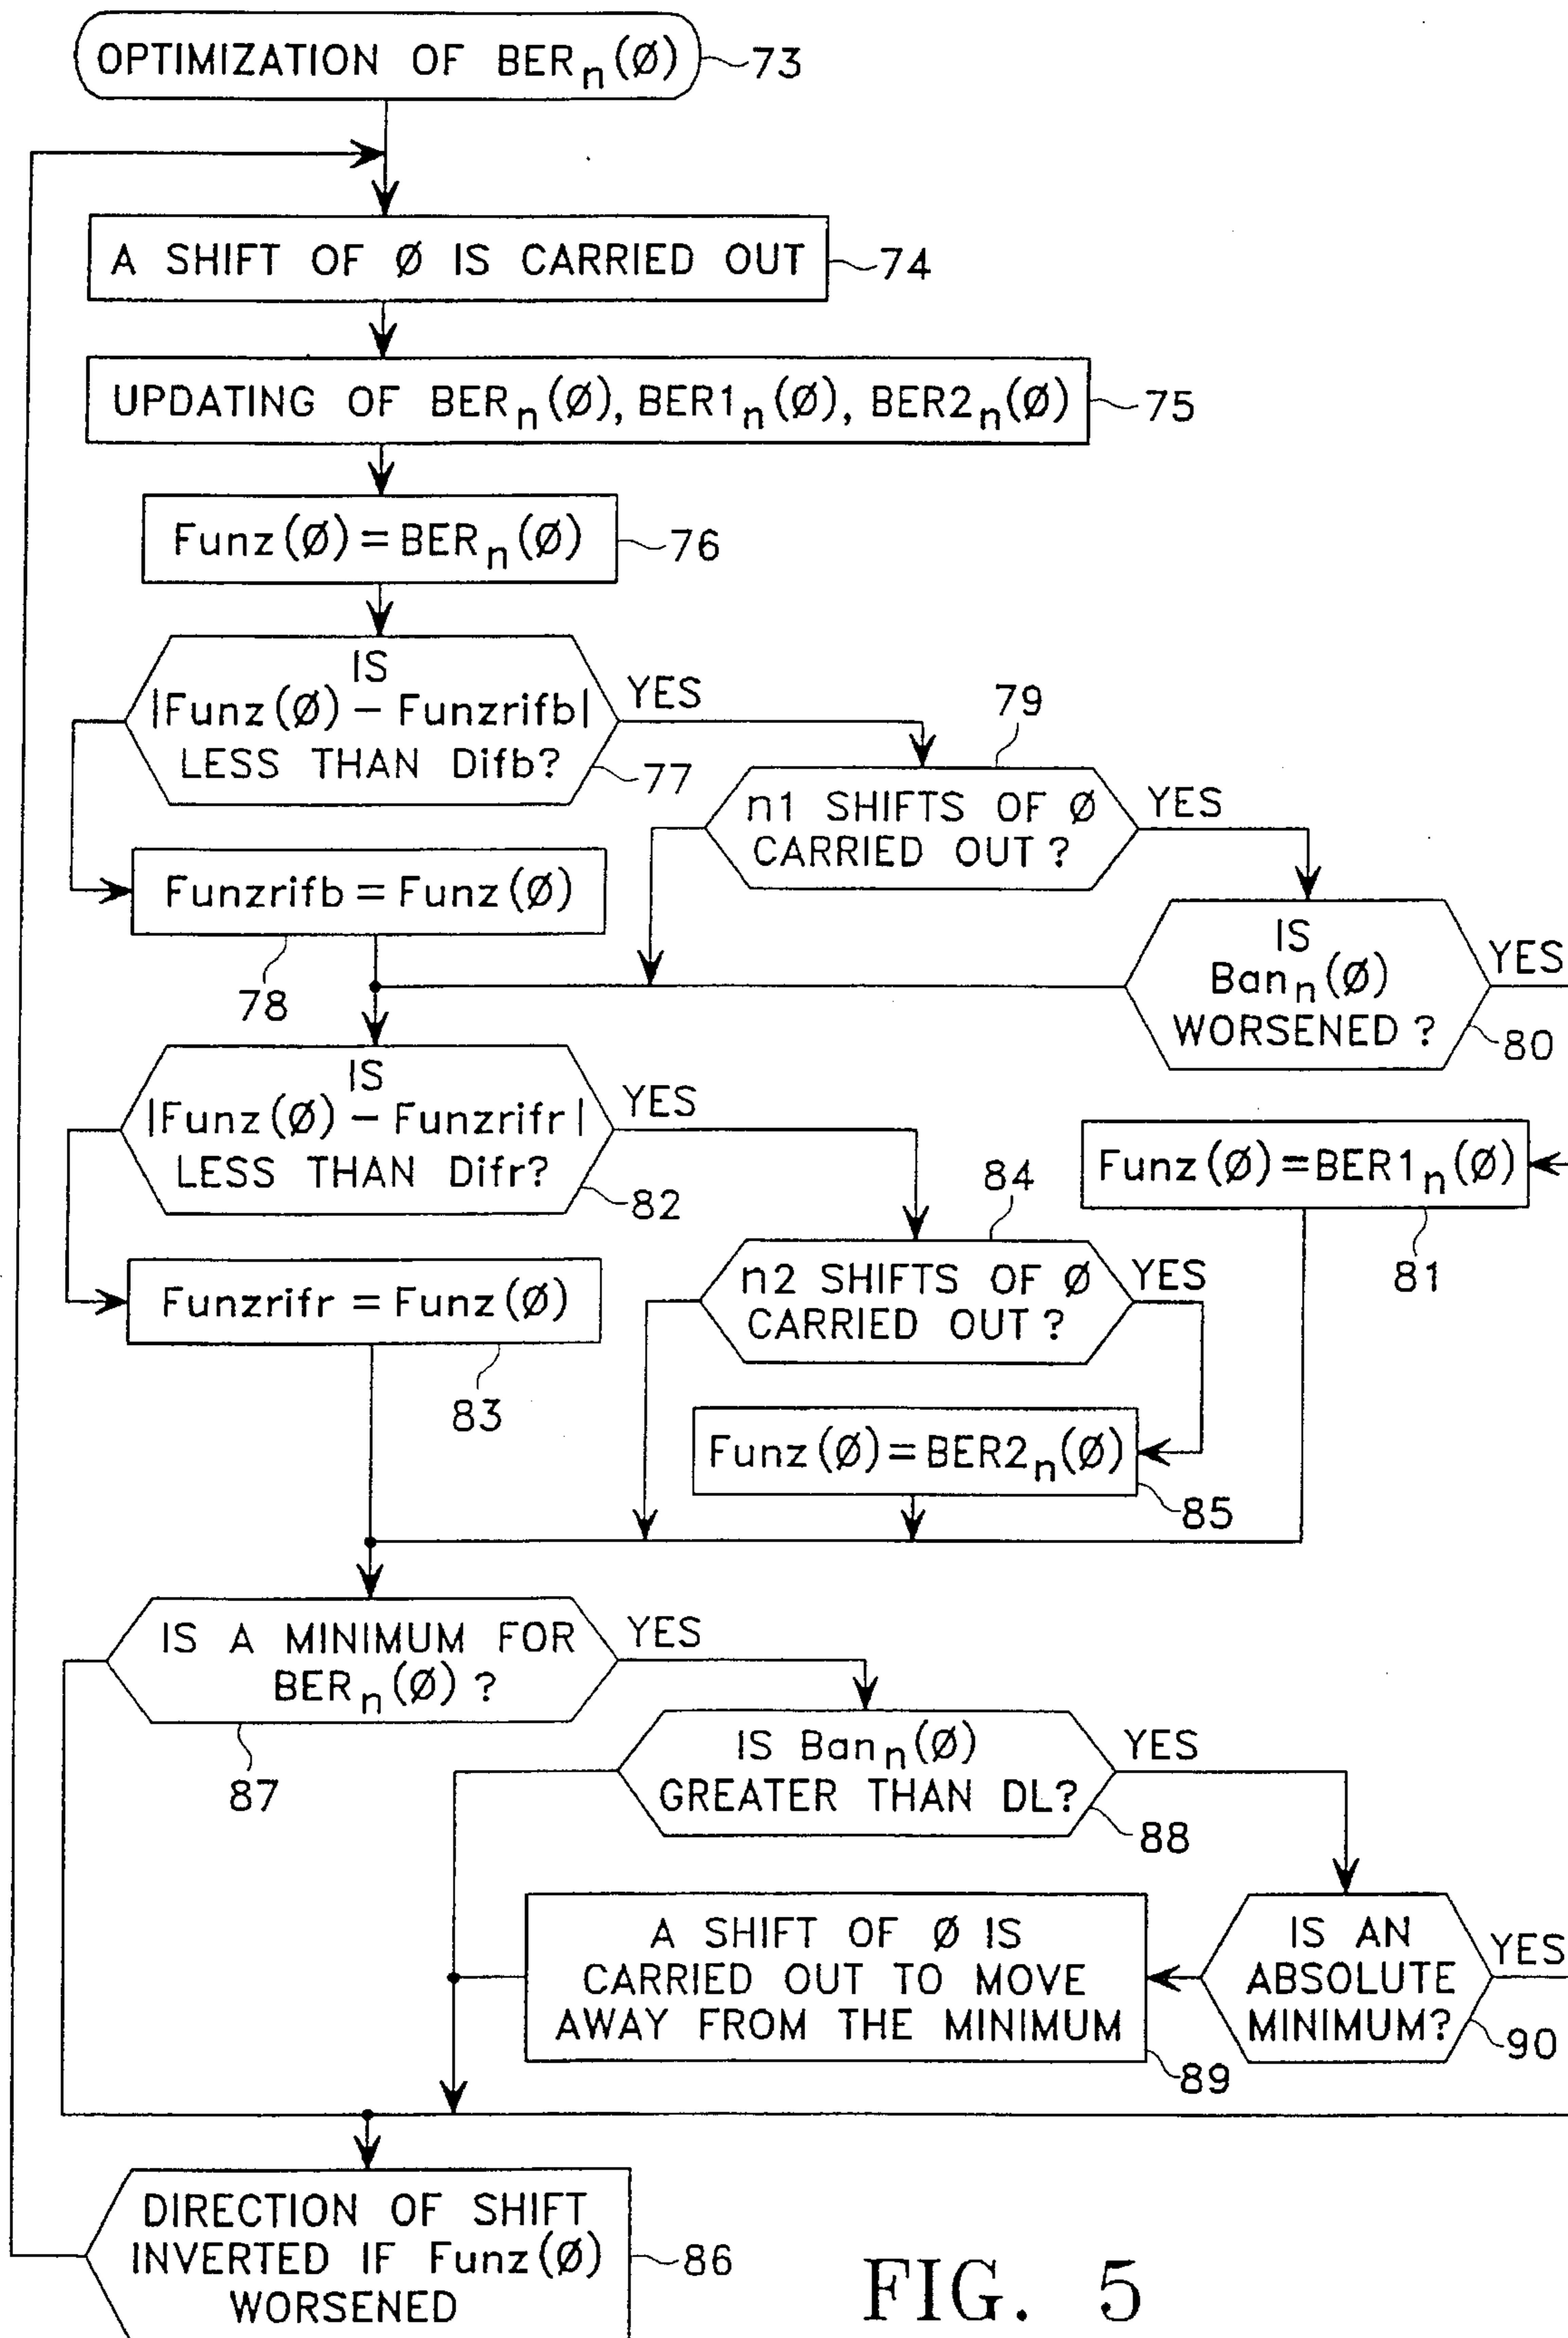 OPTIMIZATION OF BERn(Ø)
73
A SHIFT OF Ø IS CARRIED OUT
74
UPDATING OF BERn(Ø), BER1n(Ø), BER2n(Ø)
75
Funz(Ø) = BERn(Ø)
76
IS
|Funz(Ø) – Funzrifb|
LESS THAN Difb?
YES
77
79
n1 SHIFTS OF Ø
CARRIED OUT?
YES
Funzrifb = Funz(Ø)
78
IS
Bann(Ø)
WORSENED?
YES
80
IS
|Funz(Ø) – Funzrifr|
LESS THAN Difr?
YES
82
Funz(Ø) = BER1n(Ø)
81
84
n2 SHIFTS OF Ø
CARRIED OUT?
YES
Funzrifr = Funz(Ø)
83
Funz(Ø) = BER2n(Ø)
85
IS A MINIMUM FOR
BERn(Ø)?
YES
87
IS Bann(Ø)
GREATER THAN DL?
YES
88
A SHIFT OF Ø IS
CARRIED OUT TO MOVE
AWAY FROM THE MINIMUM
89
IS AN
ABSOLUTE
MINIMUM?
YES
90
DIRECTION OF SHIFT
INVERTED IF Funz(Ø)
WORSENED
86
FIG. 5